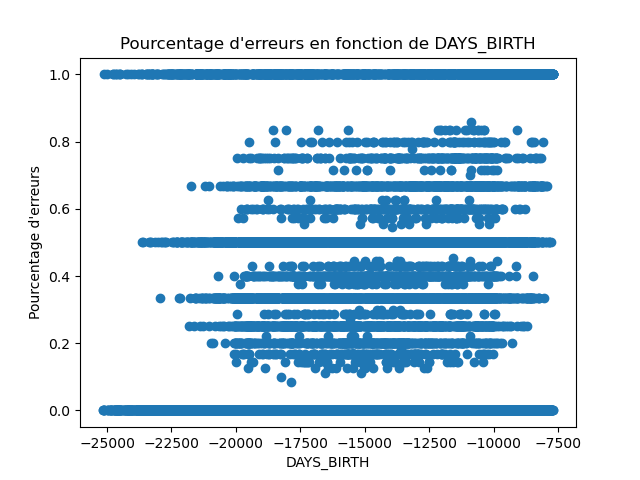 Pourcentage d'erreurs en fonction de DAYS_BIRTH
1.0
0.8
0.6
0.4
0.2
0.0
Pourcentage d'erreurs
−25000 −22500 −20000 −17500 −15000 −12500 −10000 −7500
DAYS_BIRTH